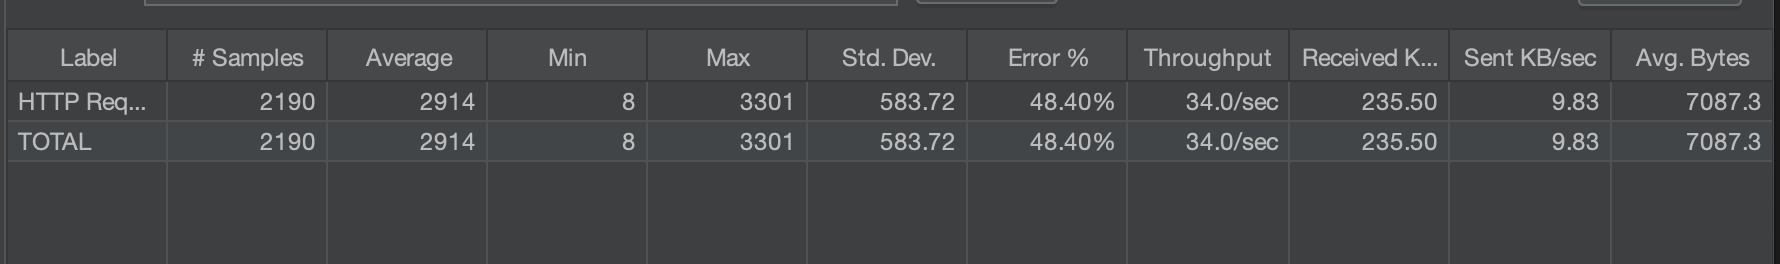 Label # Samples Average Min Max Std. Dev. Error % Throughput Received K... Sent KB/sec Avg. Bytes
HTTP Req... 2190 2914 8 3301 583.72 48.40% 34.0/sec 235.50 9.83 7087.3
TOTAL 2190 2914 8 3301 583.72 48.40% 34.0/sec 235.50 9.83 7087.3